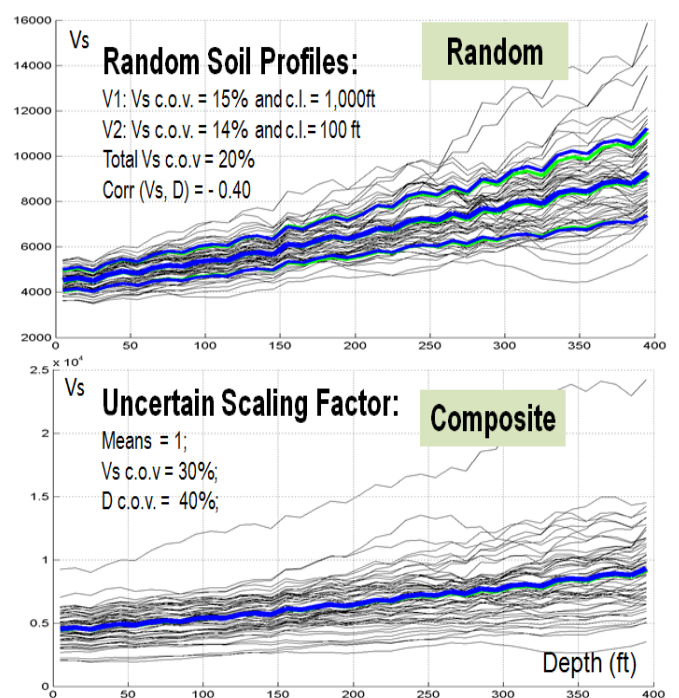 16000
Vs
Random
Random Soil Profiles:
14000
V1: Vs c.o.v. = 15% and c.l. = 1,000ft
12000
V2: Vs c.o.v. = 14% and c.l.= 100 ft
Total Vs c.o.v = 20%
10000
Corr (Vs, D) = - 0.40
8000
6000
4000
2000
0 50 100 150 200 250 300 350 400
2.5 x 10^4
Vs
Uncertain Scaling Factor:
Composite
2
Means = 1;
Vs c.o.v = 30%;
1.5
D c.o.v. = 40%;
1
0.5
Depth (ft)
0
0 50 100 150 200 250 300 350 400